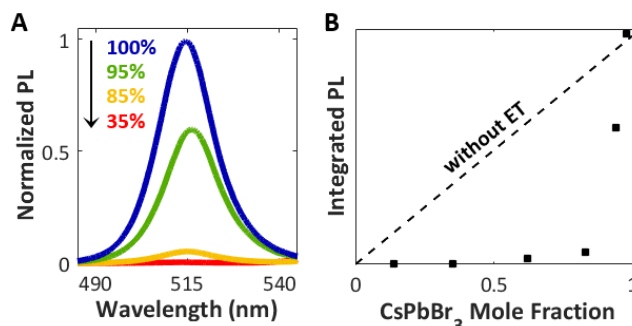 A
Normalized PL
1
0.5
0
100%
95%
85%
35%
490
515
540
Wavelength (nm)
B
Integrated PL
without ET
0
0.5
1
CsPbBr₃ Mole Fraction